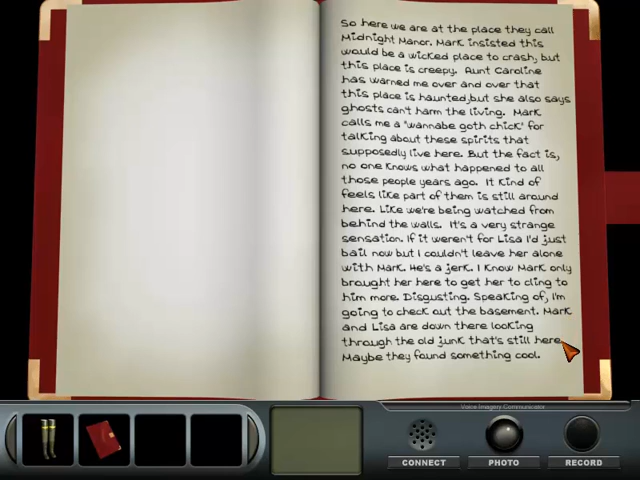 So here we are at the place they call
Midnight Manor. Mark insisted this
would be a wicked place to crash, but
this place is creepy. Aunt Caroline
has warned me over and over that
this place is haunted,but she also says
ghosts can't harm the living. Mark
calls me a "wannabe goth chick" for
talking about these spirits that
supposedly live here. But the fact is,
no one knows what happened to all
those people years ago. It kind of
feels like part of them is still around
here. Like we're being watched from
behind the walls. It's a very strange
sensation. If it weren't for Lisa I'd just
bail now but I couldn't leave her alone
with Mark. He's a jerk. I know Mark only
brought her here to get her to cling to
him more. Disgusting. Speaking of, I'm
going to check out the basement. Mark
and Lisa are down there looking
through the old junk that's still here.
Maybe they found something cool.
Voice Imagery Communicator
CONNECT PHOTO RECORD